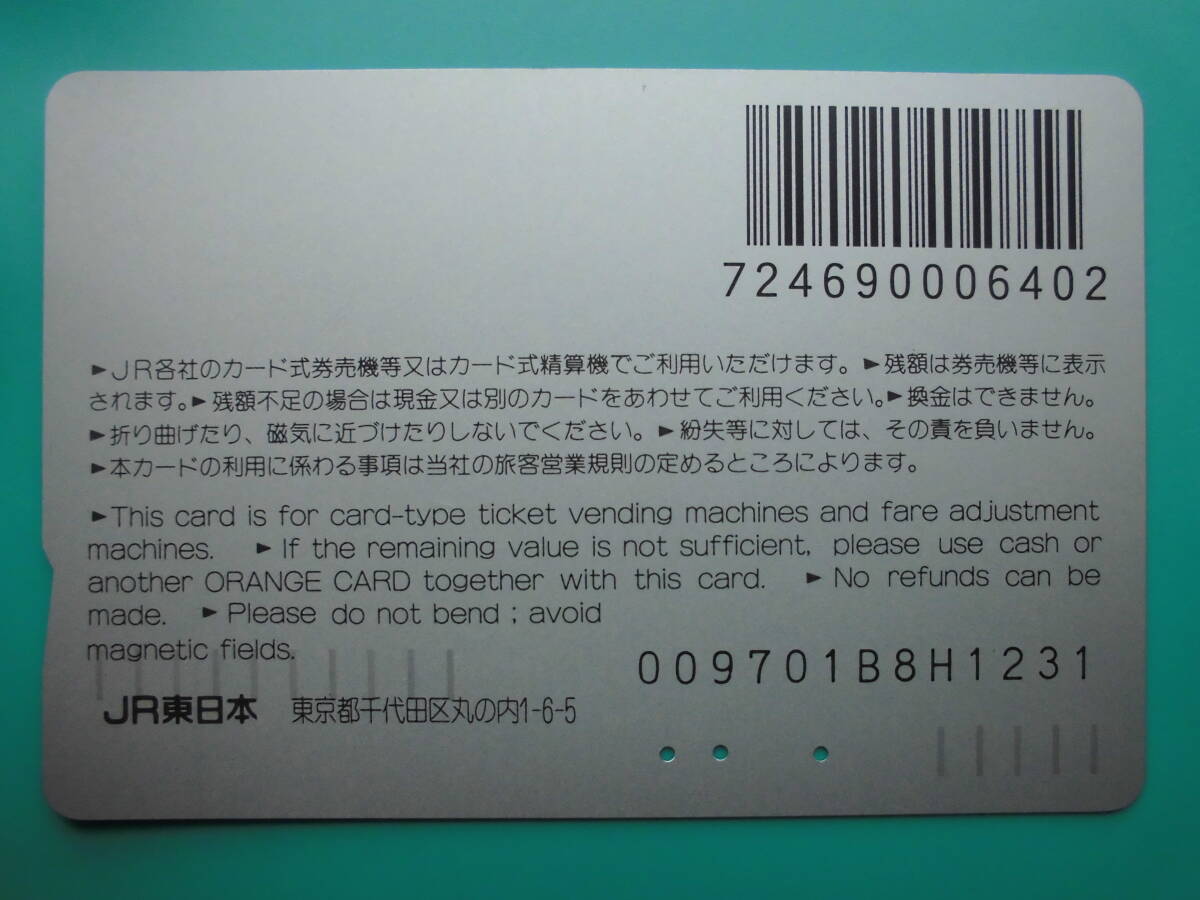 724690006402
►JR各社のカード式券売機等又はカード式精算機でご利用いただけます。►残額は券売機等に表示
されます。►残額不足の場合は現金又は別のカードをあわせてご利用ください。►換金はできません。
►折り曲げたり、磁気に近づけたりしないでください。►紛失等に対しては、その責を負いません。
►本カードの利用に係わる事項は当社の旅客営業規則の定めるところによります。
►This card is for card-type ticket vending machines and fare adjustment
machines. ►If the remaining value is not sufficient, please use cash or
another ORANGE CARD together with this card. ►No refunds can be
made. ►Please do not bend ; avoid
magnetic fields.
009701B8H1231
JR東日本 東京都千代田区丸の内1-6-5